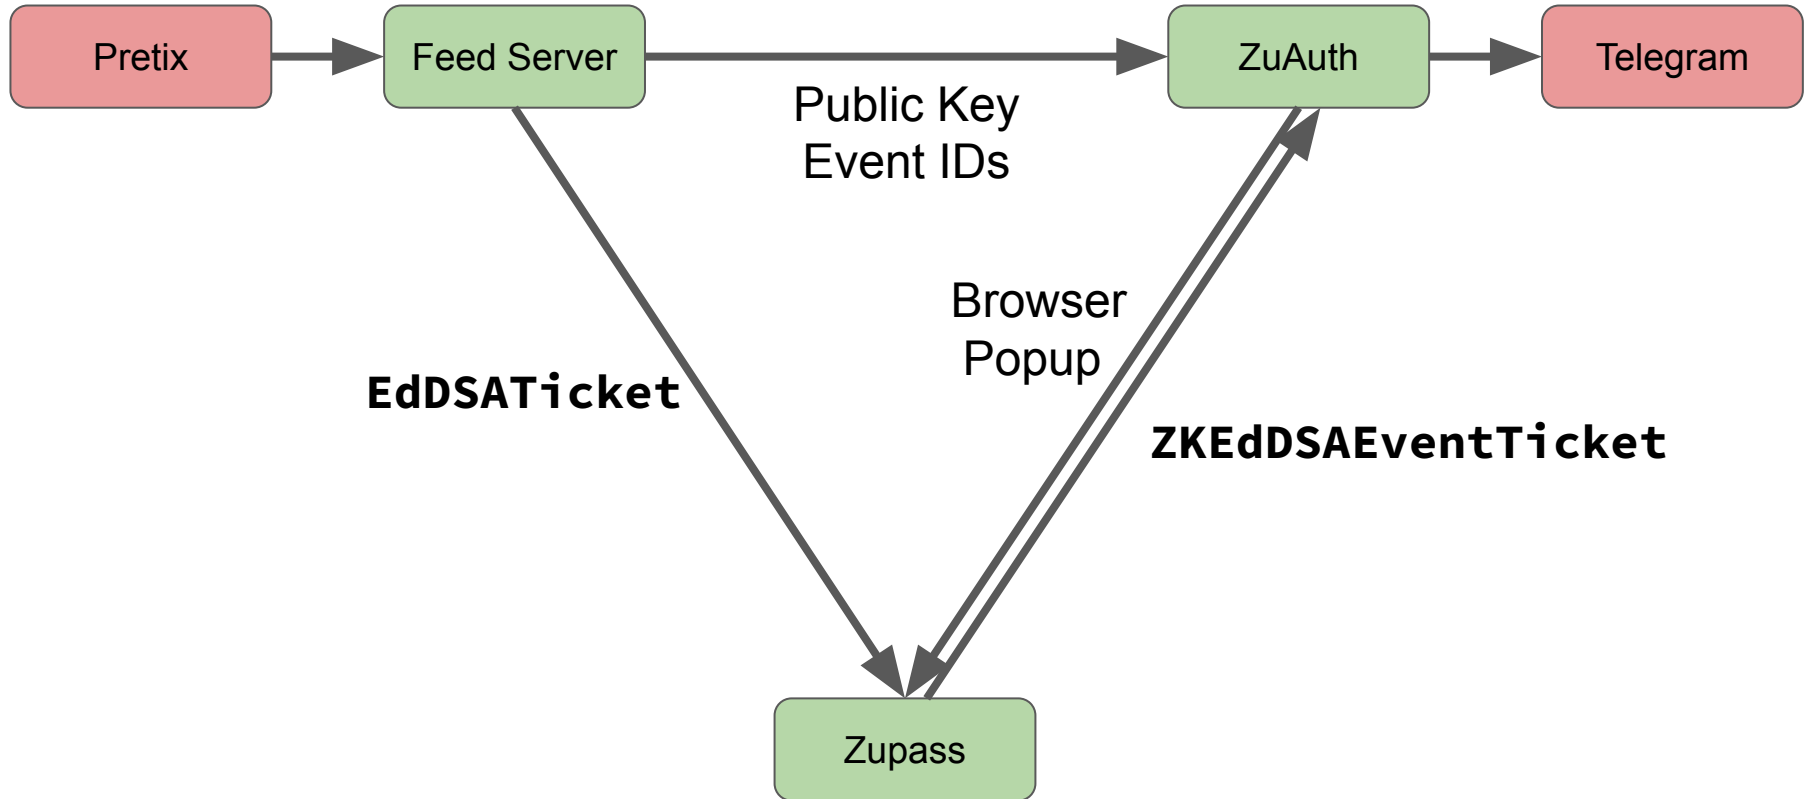 Pretix
Feed Server
ZuAuth
Telegram
Public Key
Event IDs
Browser
Popup
EdDSATicket
ZKEdDSAEventTicket
Zupass